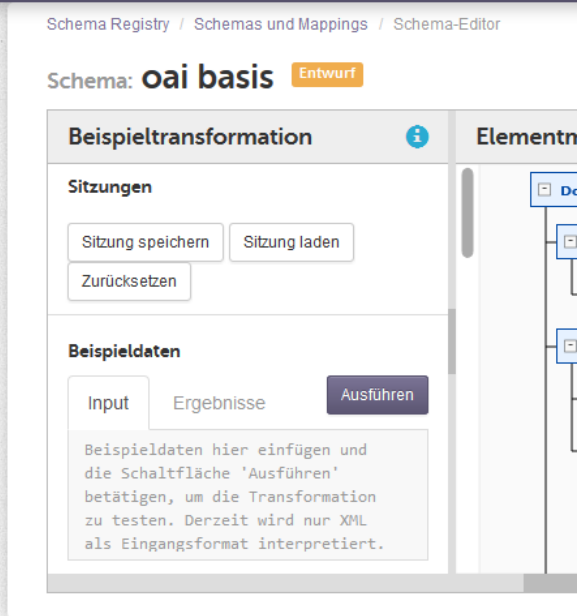 Schema Registry / Schemas und Mappings / Schema-Editor
Schema: oai basis Entwurf
Beispieltransformation
Sitzungen
Sitzung speichern
Sitzung laden
Zurücksetzen
Beispieldaten
Input
Ergebnisse
Ausführen
Beispieldaten hier einfügen und
die Schaltfläche 'Ausführen'
betätigen, um die Transformation
zu testen. Derzeit wird nur XML
als Eingangsformat interpretiert.